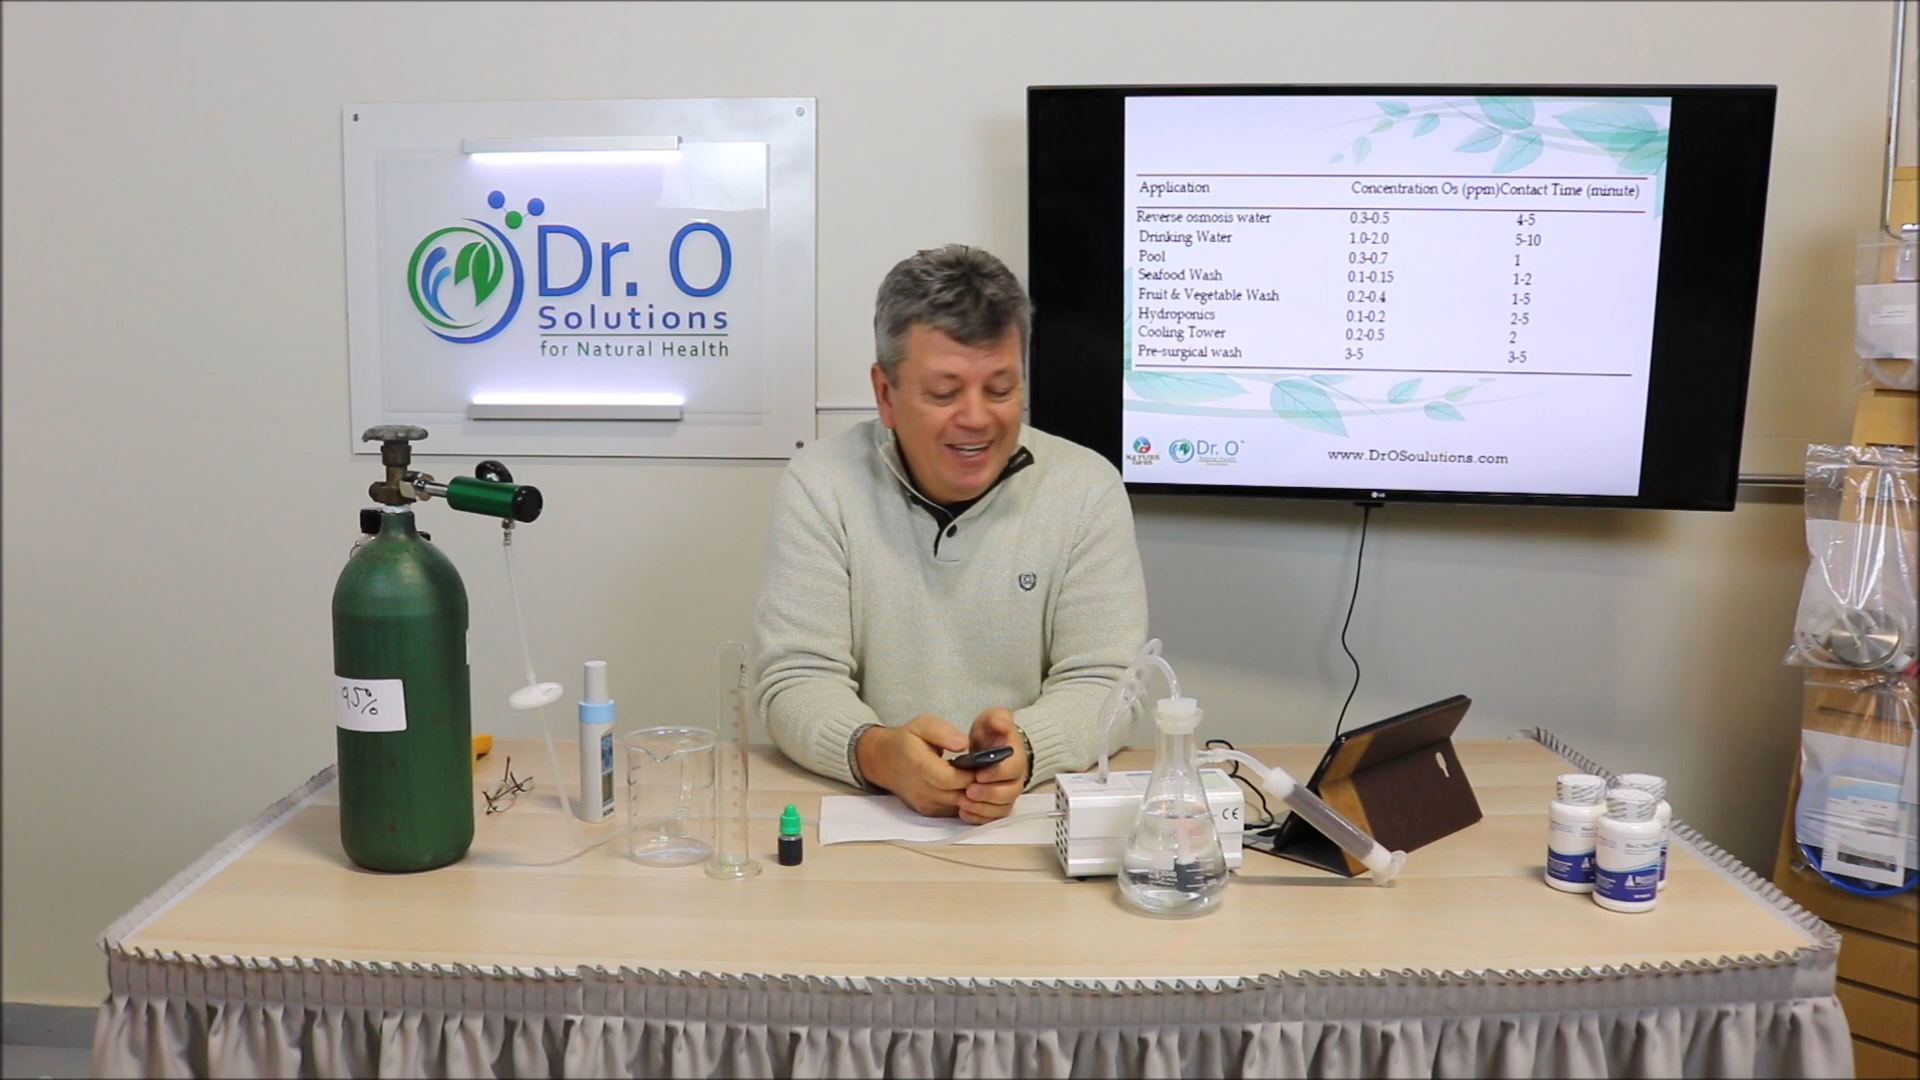 Dr. O
Solutions
for Natural Health
Application Concentration Os (ppm)Contact Time (minute)
Reverse osmosis water 0.3-0.5 4-5
Drinking Water 1.0-2.0 5-10
Pool 0.3-0.7 1
Seafood Wash 0.1-0.15 1-2
Fruit & Vegetable Wash 0.2-0.4 1-5
Hydroponics 0.1-0.2 2-5
Cooling Tower 0.2-0.5 2
Pre-surgical wash 3-5 3-5
Dr. O
www.DrOSoulutions.com
LG
95%
CE